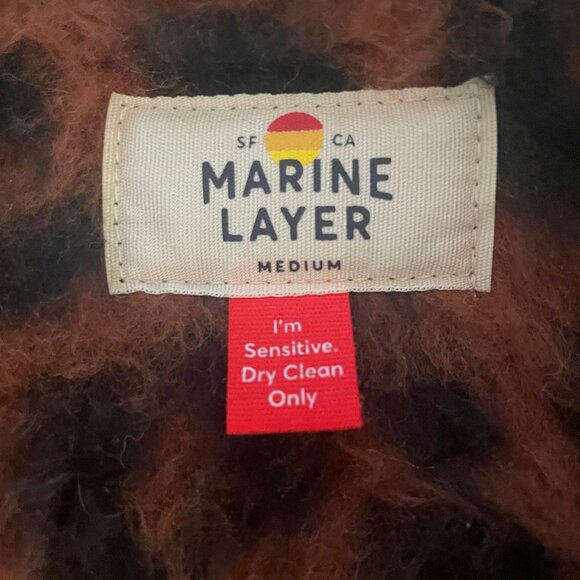 SF CA
MARINE
LAYER
MEDIUM
I'm
Sensitive.
Dry Clean
Only